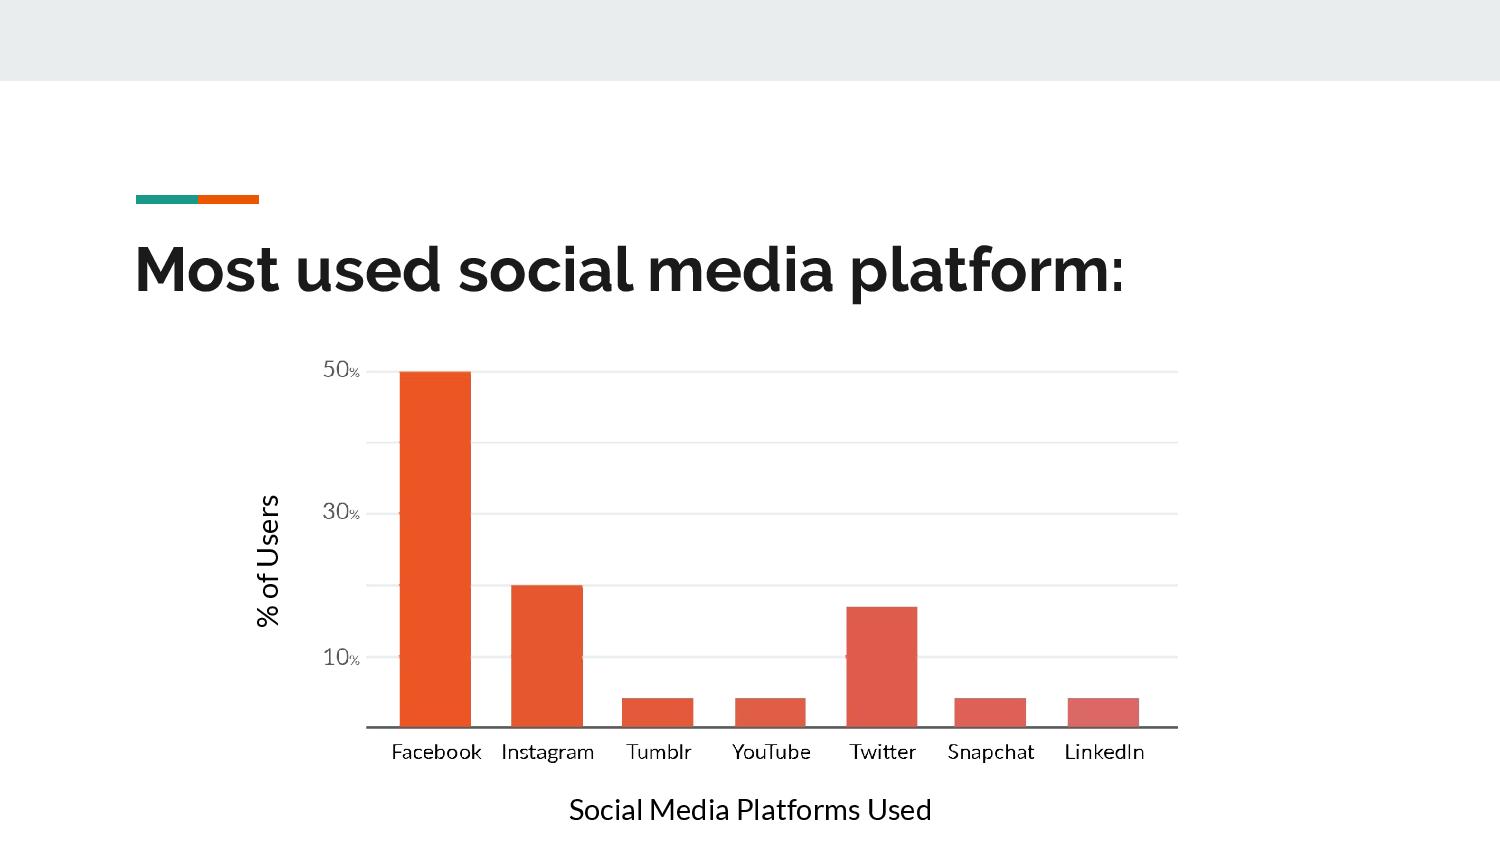 Most used social media platform:
50%
30%
10%
% of Users
Facebook Instagram Tumblr YouTube Twitter Snapchat LinkedIn
Social Media Platforms Used